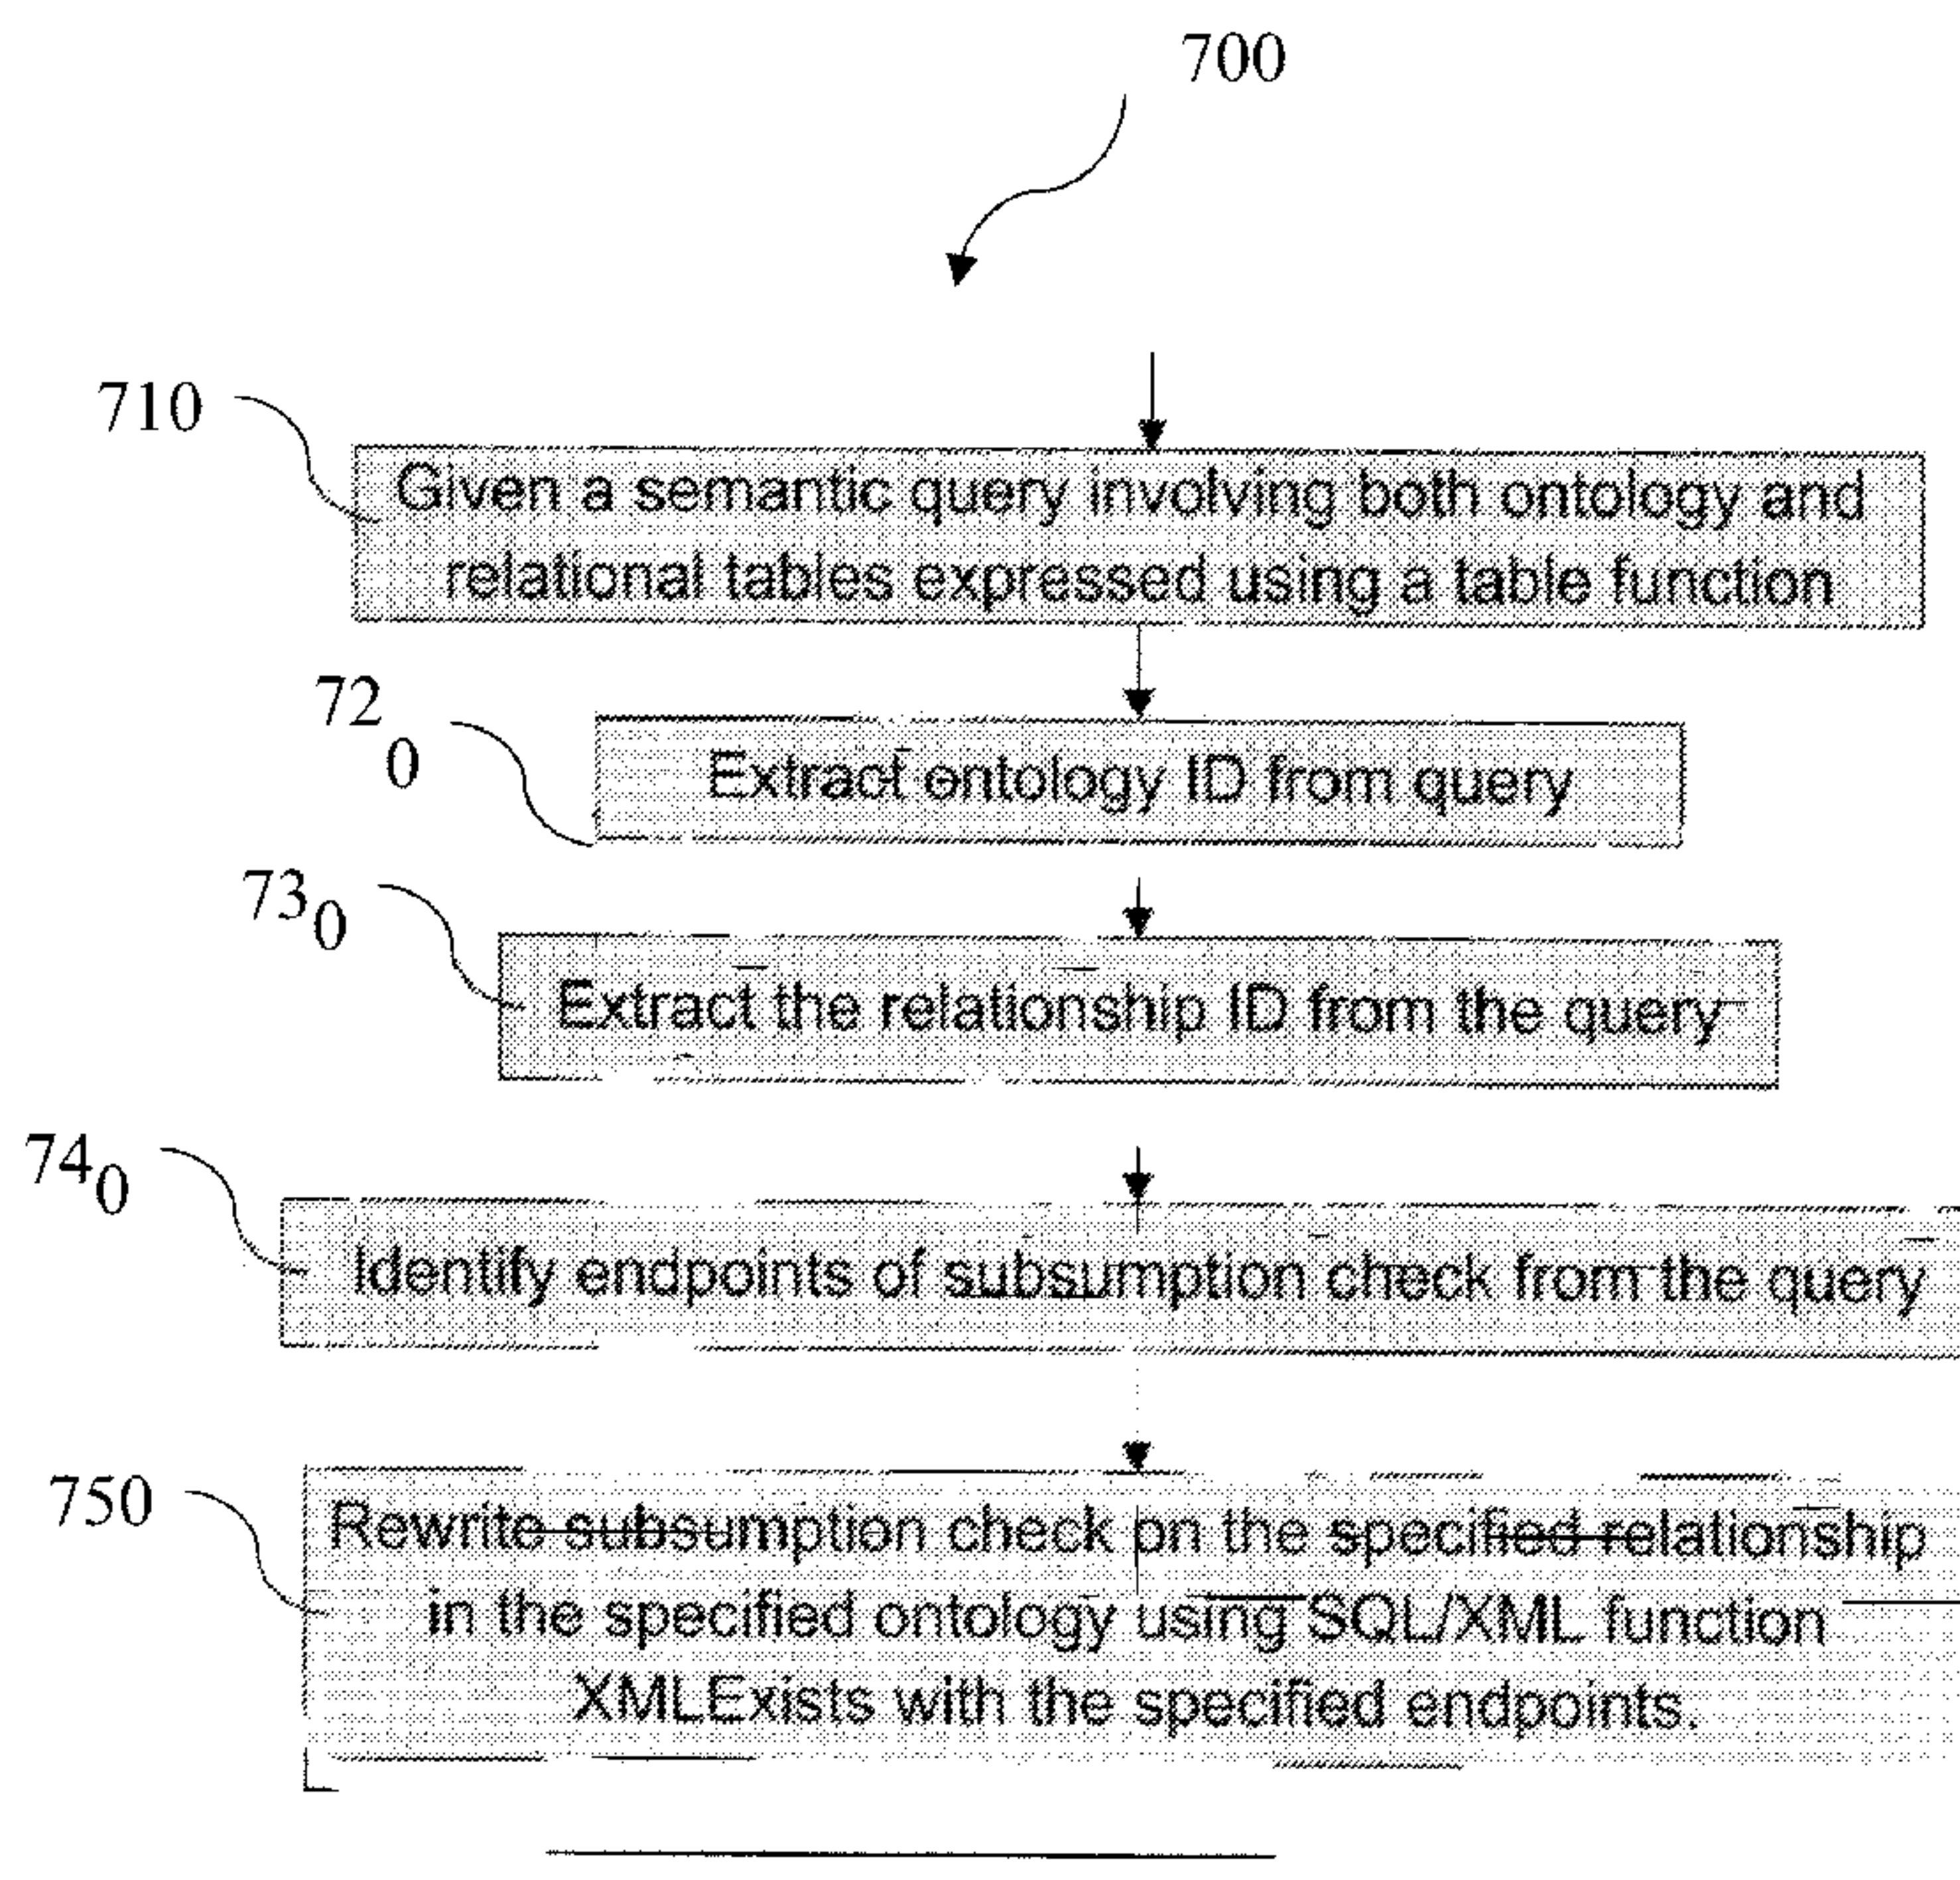 700
710
Given a semantic query involving both ontology and
relational tables expressed using a table function
720
Extract ontology ID from query
730
Extract the relationship ID from the query
740
Identify endpoints of subsumption check from the query
750
Rewrite subsumption check on the specified relationship
in the specified ontology using SQL/XML function
XMLExists with the specified endpoints.